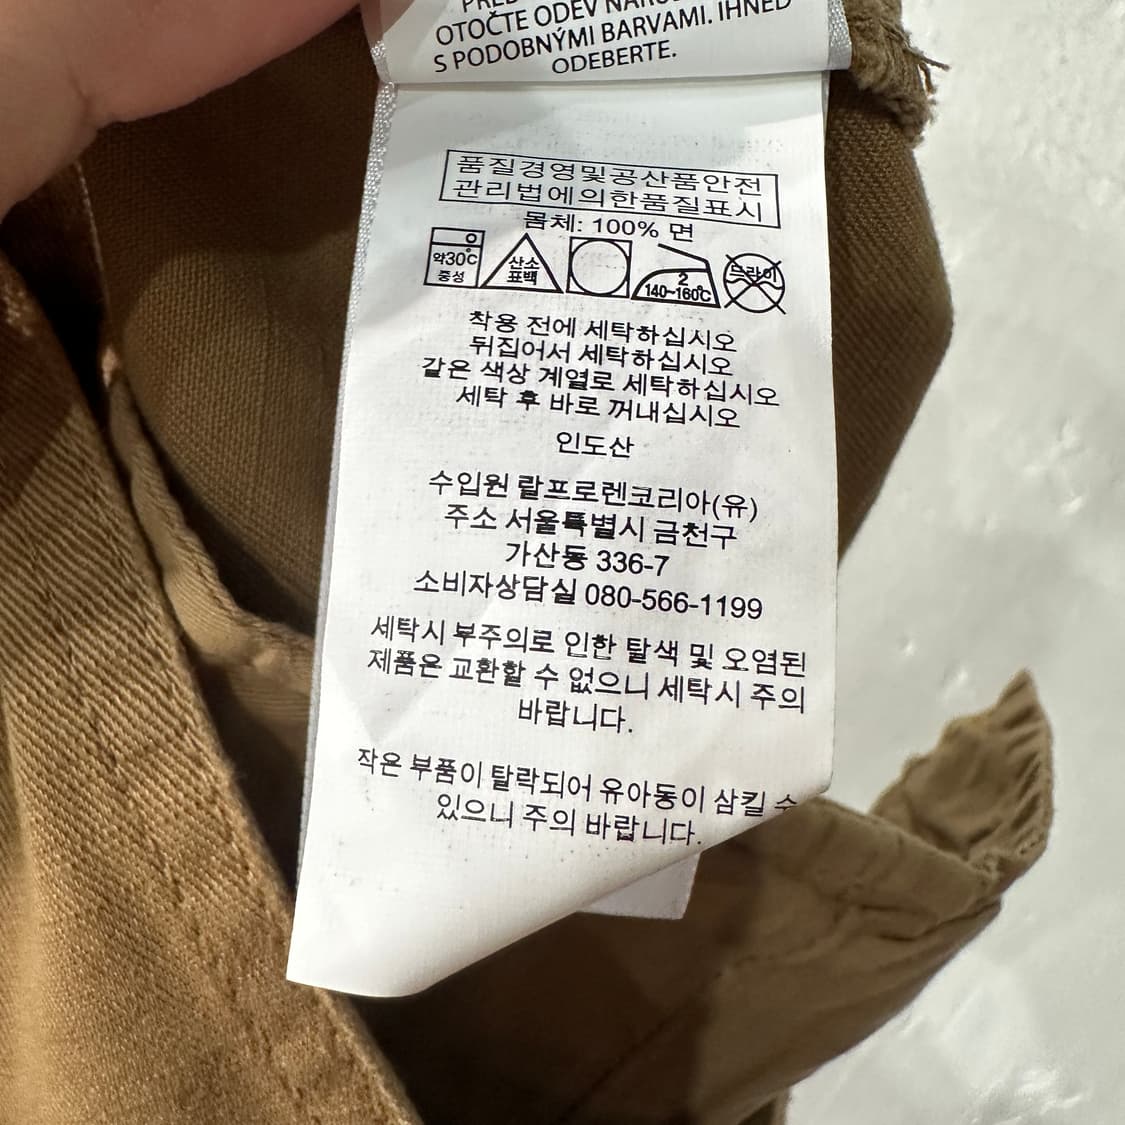 OTOČTE ODĚV
S PODOBNÝMI BARVAMI. IHNED
ODEBERTE.
품질경영및공산품안전
관리법에의한품질표시
몸체: 100% 면
약30℃
중성
산소
표백
2
140~160℃
드라이
착용 전에 세탁하십시오
뒤집어서 세탁하십시오
같은 색상 계열로 세탁하십시오
세탁 후 바로 꺼내십시오
인도산
수입원 랄프로렌코리아(유)
주소 서울특별시 금천구
가산동 336-7
소비자상담실 080-566-1199
세탁시 부주의로 인한 탈색 및 오염된
제품은 교환할 수 없으니 세탁시 주의
바랍니다.
작은 부품이 탈락되어 유아동이 삼킬 수
있으니 주의 바랍니다.